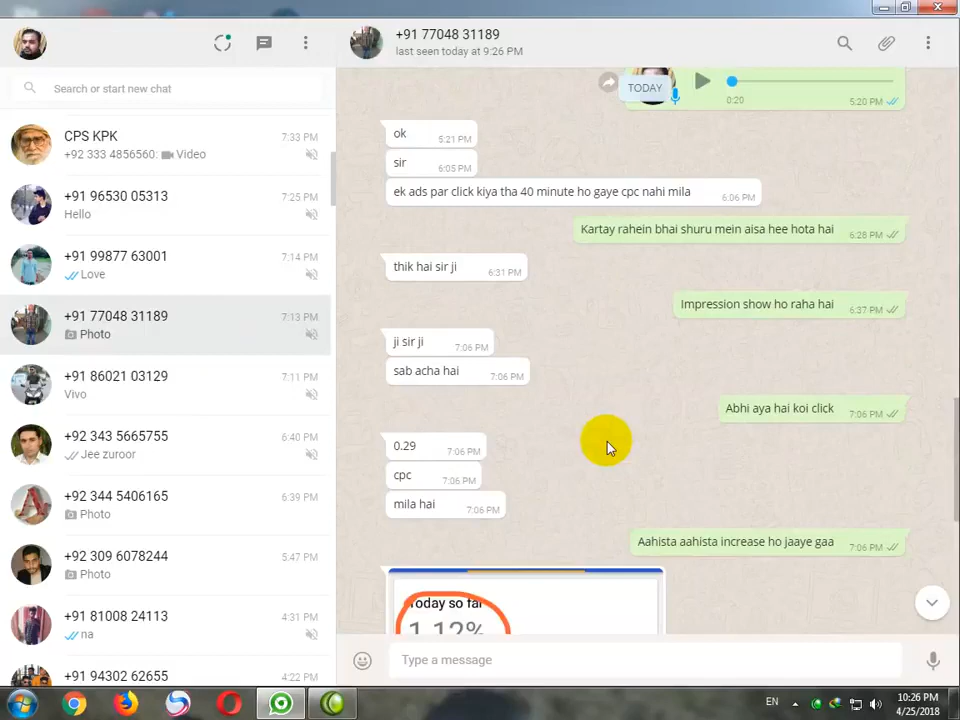 +91 77048 31189
last seen today at 9:26 PM
Search or start new chat
CPS KPK
7:33 PM
+92 333 4856560: Video
+91 96530 05313
7:25 PM
Hello
+91 99877 63001
7:14 PM
Love
+91 77048 31189
7:13 PM
Photo
+91 86021 03129
7:11 PM
Vivo
+92 343 5665755
6:40 PM
Jee zuroor
+92 344 5406165
6:39 PM
Photo
+92 309 6078244
5:47 PM
Photo
+91 81008 24113
4:31 PM
na
+91 94302 62655
4:22 PM
TODAY
0:20
5:20 PM
ok
5:21 PM
sir
6:05 PM
ek ads par click kiya tha 40 minute ho gaye cpc nahi mila
6:06 PM
Kartay rahein bhai shuru mein aisa hee hota hai
6:28 PM
thik hai sir ji
6:31 PM
Impression show ho raha hai
6:37 PM
ji sir ji
7:06 PM
sab acha hai
7:06 PM
Abhi aya hai koi click
7:06 PM
0.29
7:06 PM
cpc
7:06 PM
mila hai
7:06 PM
Aahista aahista increase ho jaaye gaa
7:06 PM
Today so far
1.12%
Type a message
EN
10:26 PM
4/25/2018